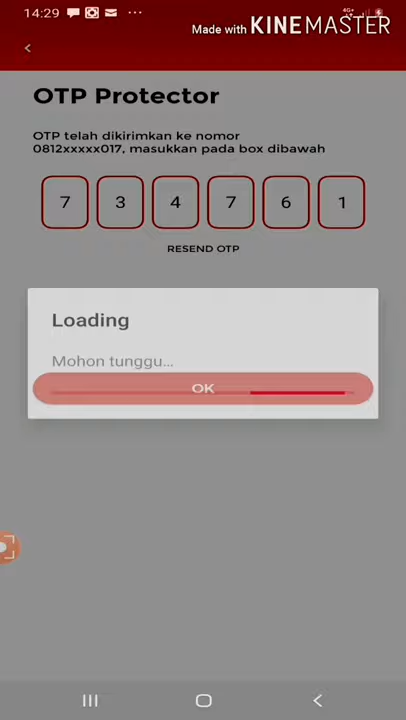 14:29
4G+
Made with KINEMASTER
OTP Protector
OTP telah dikirimkan ke nomor
0812xxxxx017, masukkan pada box dibawah
7 3 4 7 6 1
RESEND OTP
Loading
Mohon tunggu...
OK